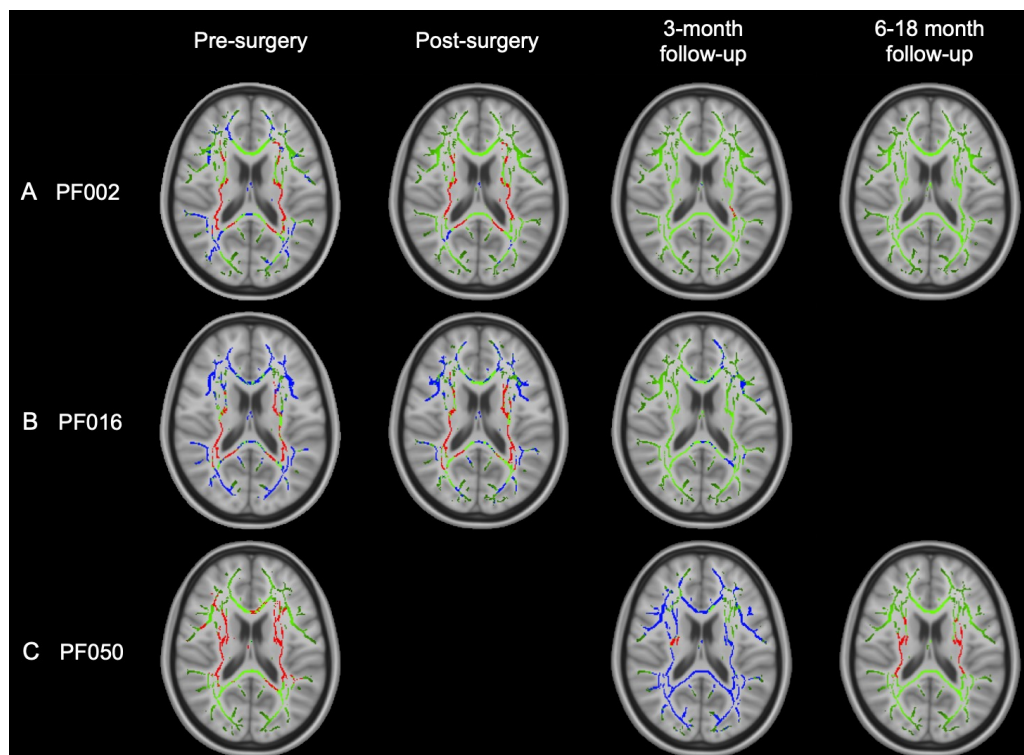 Pre-surgery
Post-surgery
3-month
follow-up
6-18 month
follow-up
A PF002
B PF016
C PF050